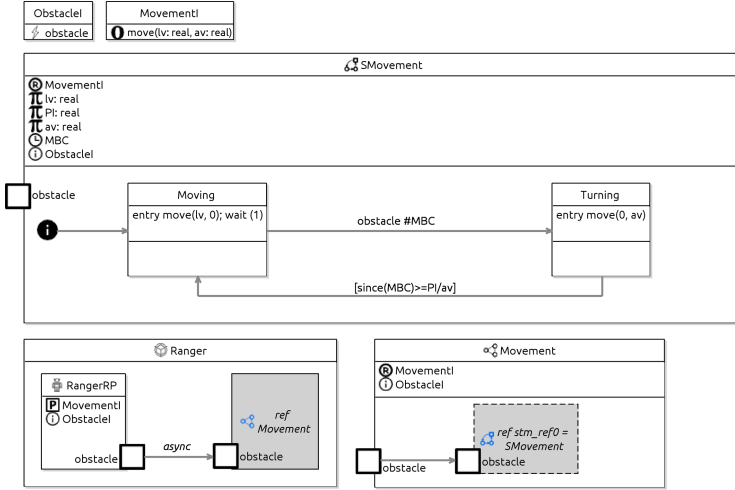 ObstacleI
obstacle
MovementI
O move(lv: real, av: real)
SMovement
R MovementI
π lv: real
π PI: real
π av: real
MBC
i ObstacleI
obstacle
i
Moving
entry move(lv, 0); wait (1)
obstacle #MBC
Turning
entry move(0, av)
[since(MBC)>=PI/av]
Ranger
RangerRP
P MovementI
i ObstacleI
obstacle
async
obstacle
ref
Movement
Movement
R MovementI
i ObstacleI
obstacle
ref stm_ref0 =
SMovement
obstacle